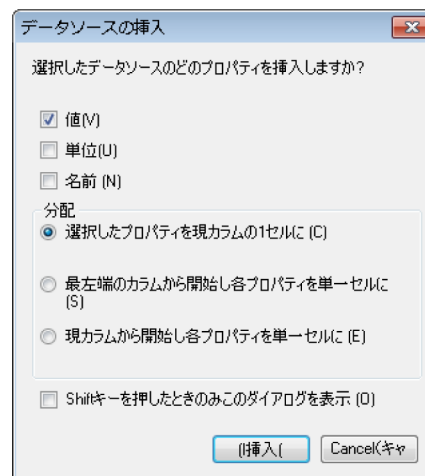 データソースの挿入
選択したデータソースのどのプロパティを挿入しますか?
値(V)
単位(U)
名前 (N)
分配
選択したプロパティを現カラムの1セルに (C)
最左端のカラムから開始し各プロパティを単一セルに
(S)
現カラムから開始し各プロパティを単一セルに (E)
Shiftキーを押したときのみこのダイアログを表示 (O)
(I挿入(
Cancel(キャ